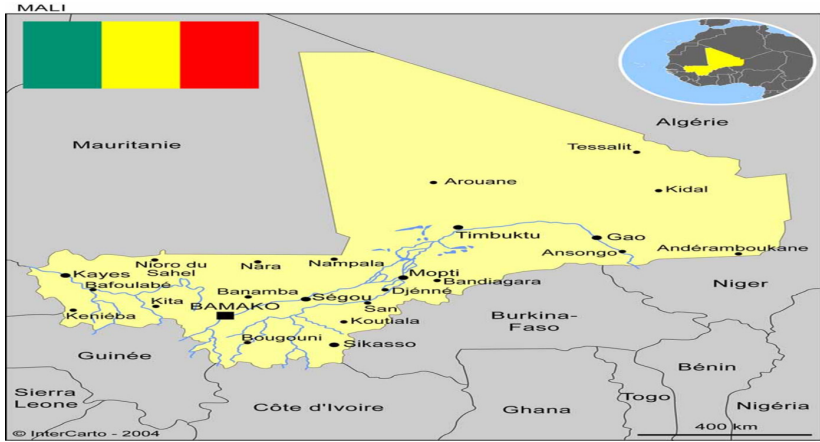 MALI
Algérie
Mauritanie
Tessalit
Arouane
Kidal
Timbuktu
Gao
Ansongo
Andéramboukane
Nioro du
Sahel
Nara
Nampala
Kayes
Mopti
Bandiagara
Niger
Bafoulabé
Banamba
Ségou
Djénné
Kita
BAMAKO
San
Keniéba
Koutiala
Burkina-
Faso
Bougouni
Sikasso
Guinée
Bénin
Sierra
Leone
Côte d'Ivoire
Ghana
Togo
Nigéria
400 km
© InterCarto - 2004